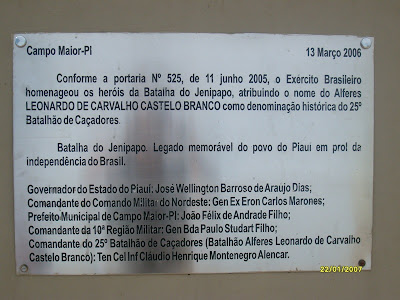 Campo Maior-PI 13 Março 2006
Conforme a portaria Nº 525, de 11 junho 2005, o Exército Brasileiro
homenageou os heróis da Batalha do Jenipapo, atribuindo o nome do Alferes
LEONARDO DE CARVALHO CASTELO BRANCO como denominação histórica do 25º
Batalhão de Caçadores.
Batalha do Jenipapo. Legado memorável do povo do Piauí em prol da
independência do Brasil.
Governador do Estado do Piauí: José Wellington Barroso de Araujo Dias;
Comandante do Comando Militar do Nordeste: Gen Ex Eron Carlos Marones;
Prefeito Municipal de Campo Maior-PI: João Félix de Andrade Filho;
Comandante da 10ª Região Militar: Gen Bda Paulo Studart Filho;
Comandante do 25º Batalhão de Caçadores (Batalhão Alferes Leonardo de Carvalho
Castelo Branco): Ten Cel Inf Cláudio Henrique Montenegro Alencar.
22/01/2007